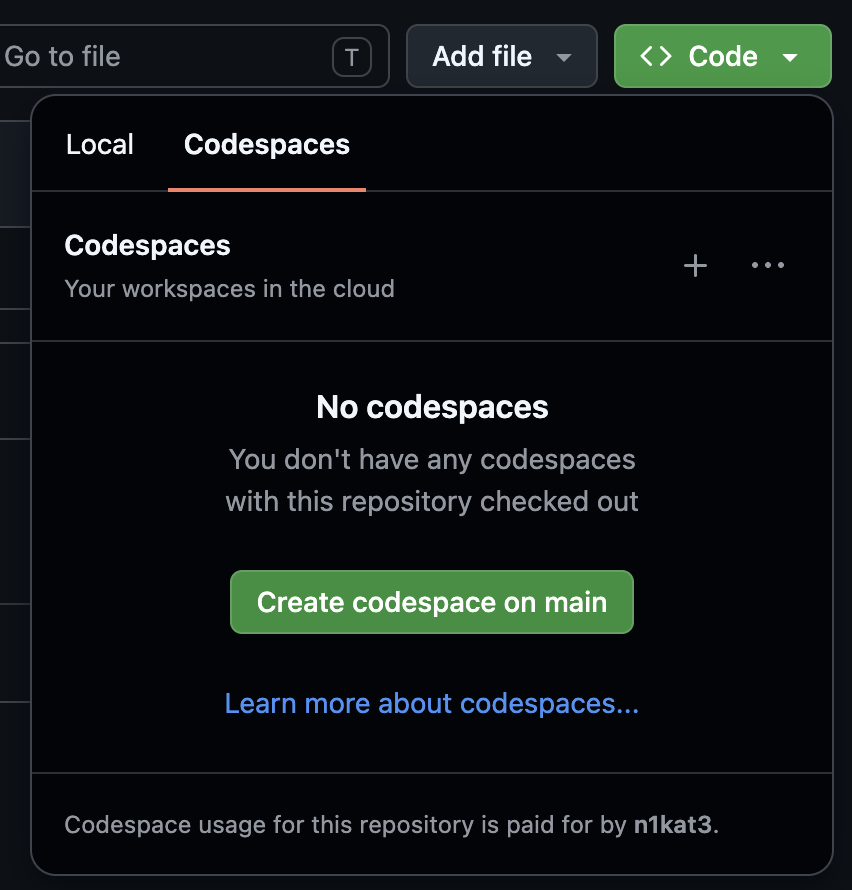 Go to file T Add file <> Code
Local Codespaces
Codespaces
Your workspaces in the cloud
No codespaces
You don't have any codespaces
with this repository checked out
Create codespace on main
Learn more about codespaces...
Codespace usage for this repository is paid for by n1kat3.